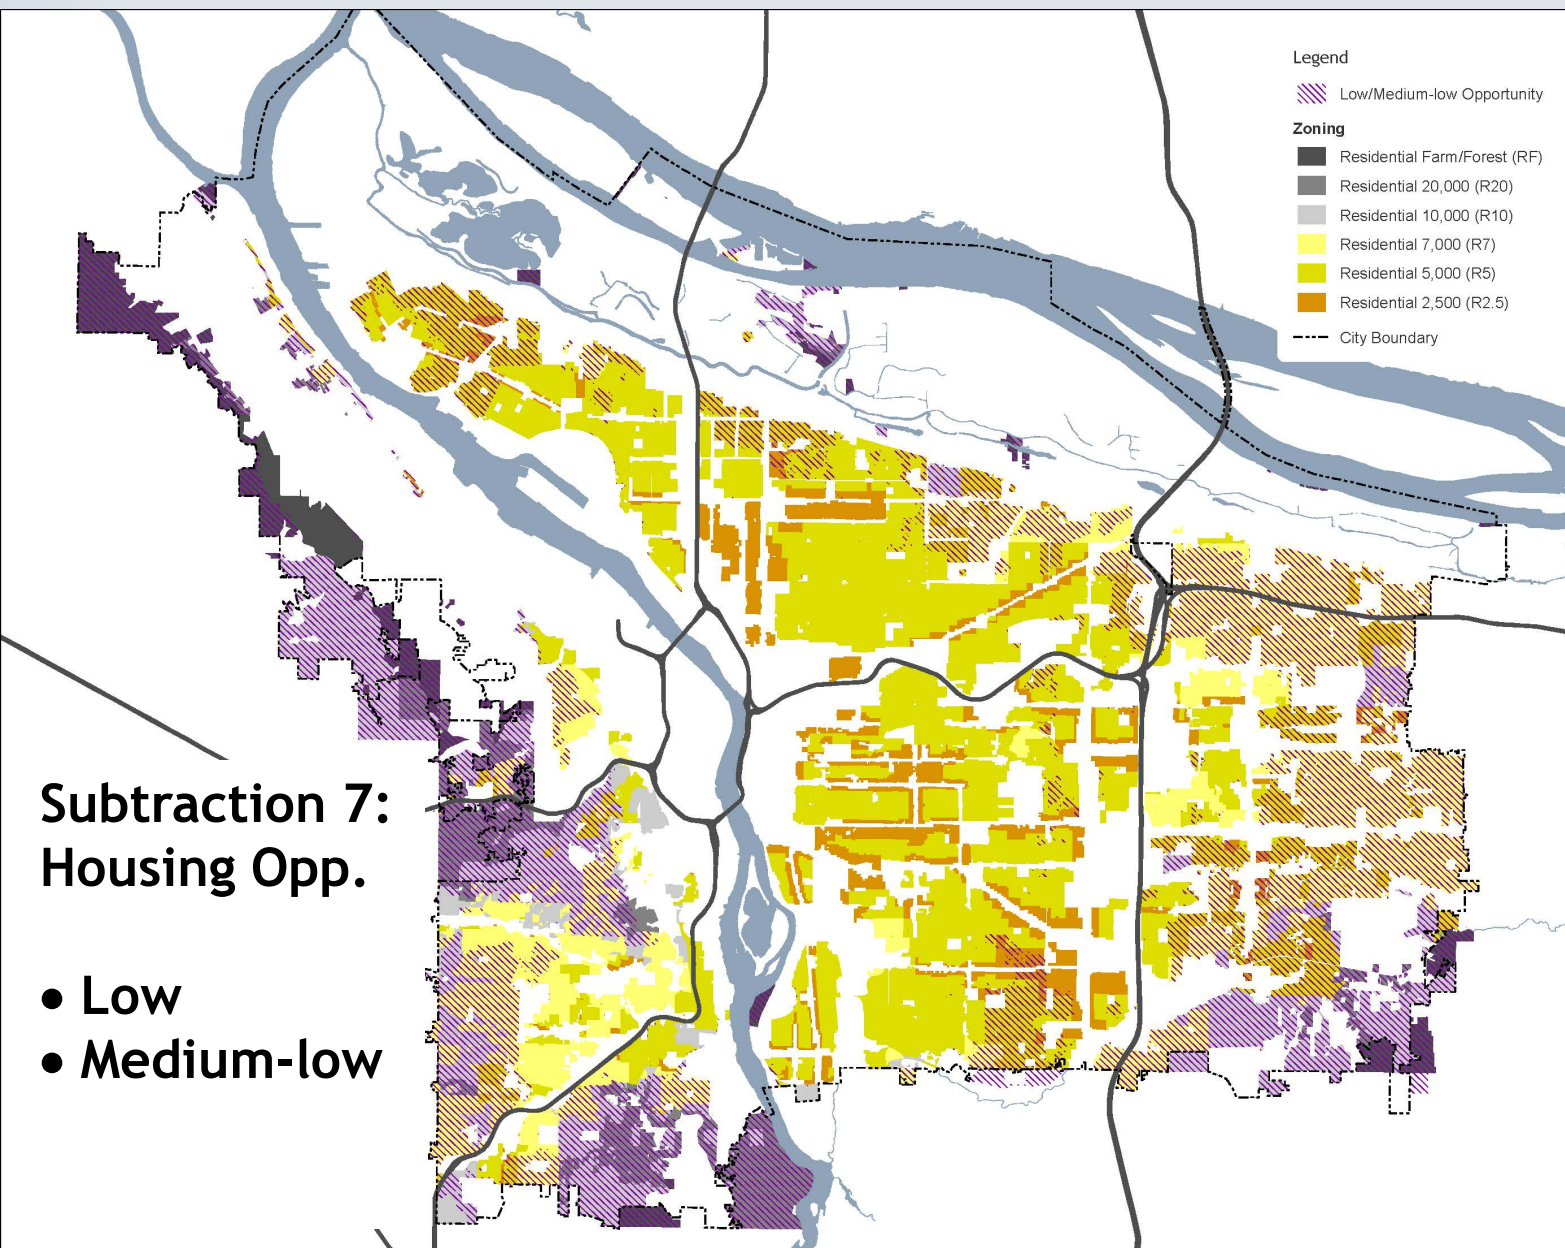 Legend
Low/Medium-low Opportunity
Zoning
Residential Farm/Forest (RF)
Residential 20,000 (R20)
Residential 10,000 (R10)
Residential 7,000 (R7)
Residential 5,000 (R5)
Residential 2,500 (R2.5)
City Boundary
Subtraction 7:
Housing Opp.
• Low
• Medium-low